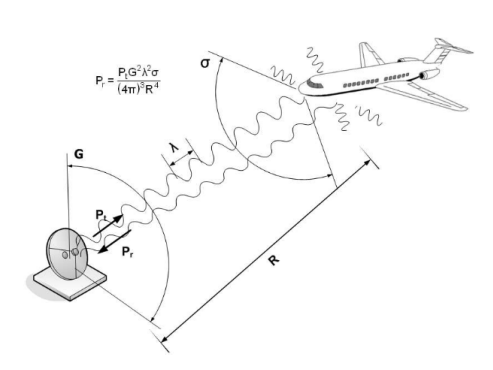 σ
Pᵣ = PₜG²λ²σ / (4π)³R⁴
λ
G
Pₜ
Pᵣ
R